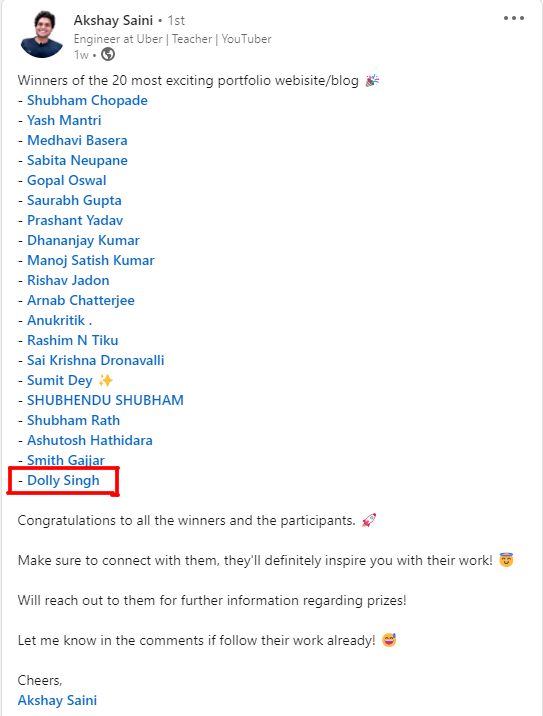 Akshay Saini • 1st
Engineer at Uber | Teacher | YouTuber
1w •
Winners of the 20 most exciting portfolio webisite/blog 🎉
- Shubham Chopade
- Yash Mantri
- Medhavi Basera
- Sabita Neupane
- Gopal Oswal
- Saurabh Gupta
- Prashant Yadav
- Dhananjay Kumar
- Manoj Satish Kumar
- Rishav Jadon
- Arnab Chatterjee
- Anukritik .
- Rashim N Tiku
- Sai Krishna Dronavalli
- Sumit Dey ✨
- SHUBHENDU SHUBHAM
- Shubham Rath
- Ashutosh Hathidara
- Smith Gajjar
- Dolly Singh
Congratulations to all the winners and the participants. 🚀
Make sure to connect with them, they'll definitely inspire you with their work! 😇
Will reach out to them for further information regarding prizes!
Let me know in the comments if follow their work already! 😅
Cheers,
Akshay Saini